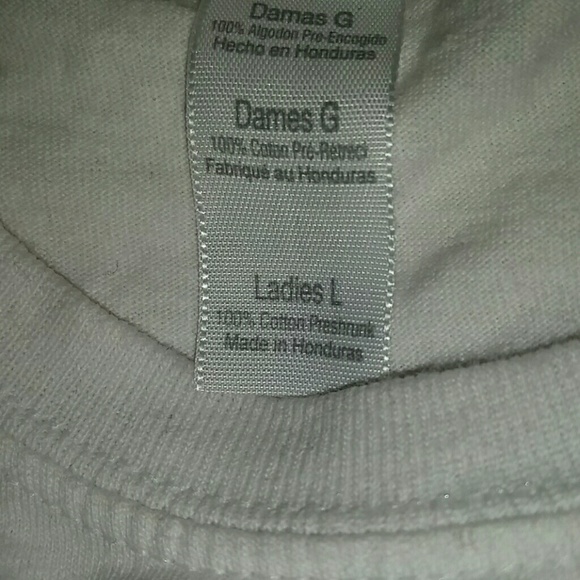 Damas G
100% Algodon Pre-Encogido
Hecho en Honduras
Dames G
100% Coton Pré-Rétréci
Fabriqué au Honduras
Ladies L
100% Cotton Preshrunk
Made in Honduras